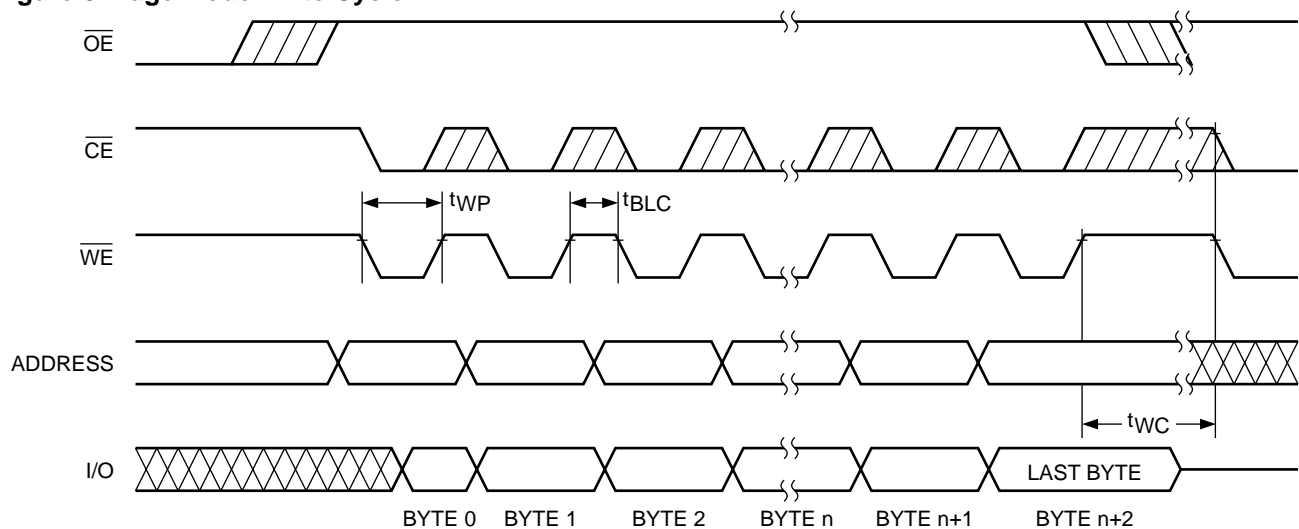 OE
CE
tWP
tBLC
WE
ADDRESS
tWC
I/O
LAST BYTE
BYTE 0 BYTE 1 BYTE 2 BYTE n BYTE n+1 BYTE n+2